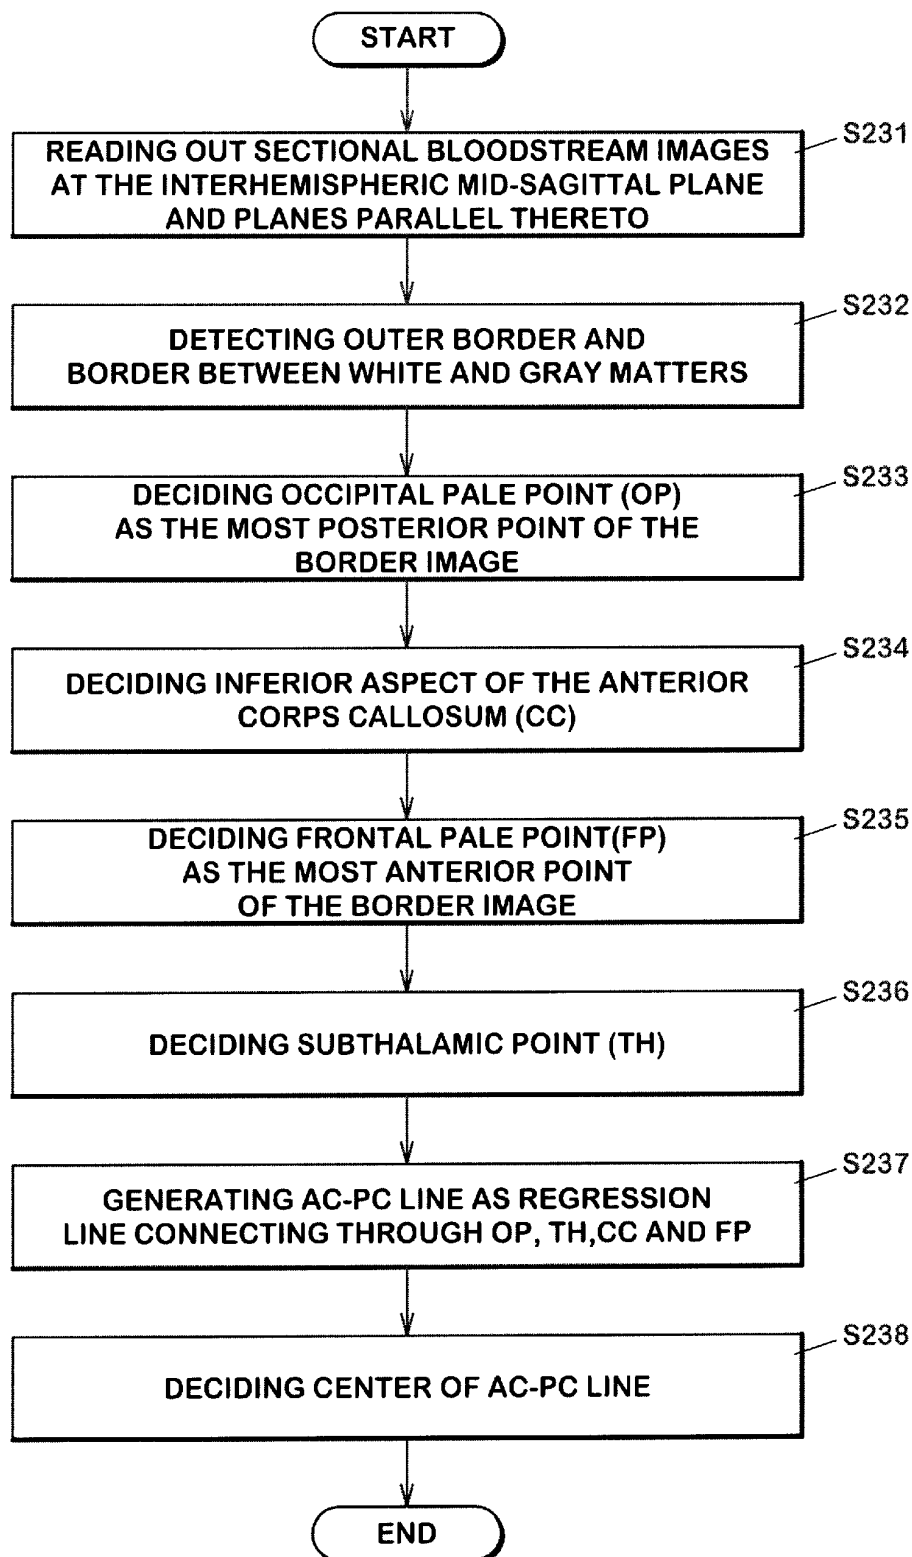 START
S231
READING OUT SECTIONAL BLOODSTREAM IMAGES
AT THE INTERHEMISPHERIC MID-SAGITTAL PLANE
AND PLANES PARALLEL THERETO
S232
DETECTING OUTER BORDER AND
BORDER BETWEEN WHITE AND GRAY MATTERS
S233
DECIDING OCCIPITAL PALE POINT (OP)
AS THE MOST POSTERIOR POINT OF THE
BORDER IMAGE
S234
DECIDING INFERIOR ASPECT OF THE ANTERIOR
CORPS CALLOSUM (CC)
S235
DECIDING FRONTAL PALE POINT(FP)
AS THE MOST ANTERIOR POINT
OF THE BORDER IMAGE
S236
DECIDING SUBTHALAMIC POINT (TH)
S237
GENERATING AC-PC LINE AS REGRESSION
LINE CONNECTING THROUGH OP, TH,CC AND FP
S238
DECIDING CENTER OF AC-PC LINE
END